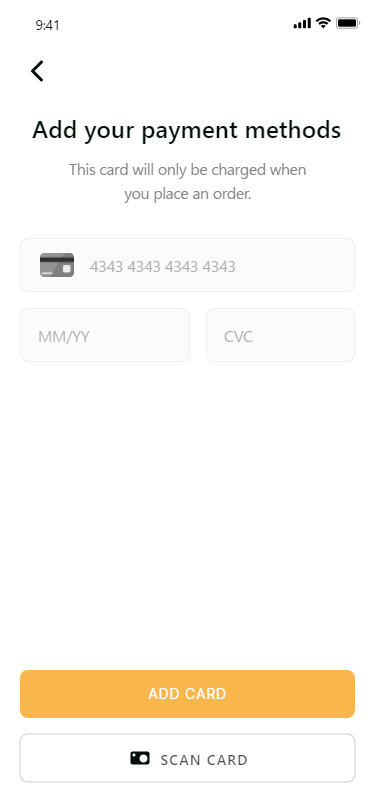 9:41
Add your payment methods
This card will only be charged when
you place an order.
4343 4343 4343 4343
MM/YY
CVC
ADD CARD
SCAN CARD